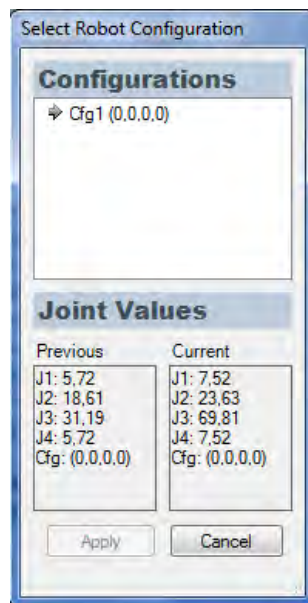 Select Robot Configuration
Configurations
Cfg1 (0,0,0,0)
Joint Values
Previous Current
J1: 5,72 J1: 7,52
J2: 18,61 J2: 23,63
J3: 31,19 J3: 69,81
J4: 5,72 J4: 7,52
Cfg: (0,0,0,0) Cfg: (0,0,0,0)
Apply Cancel